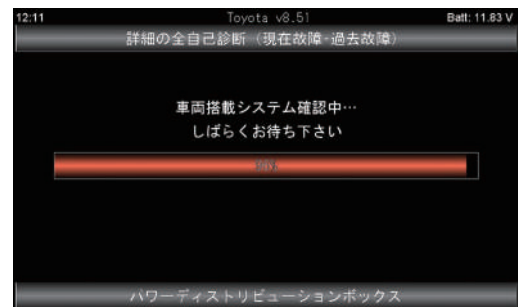 12:11 Toyota v8.51 Batt: 11.83 V
詳細の全自己診断（現在故障-過去故障）
車両搭載システム確認中…
しばらくお待ち下さい
パワーディストリビューションボックス